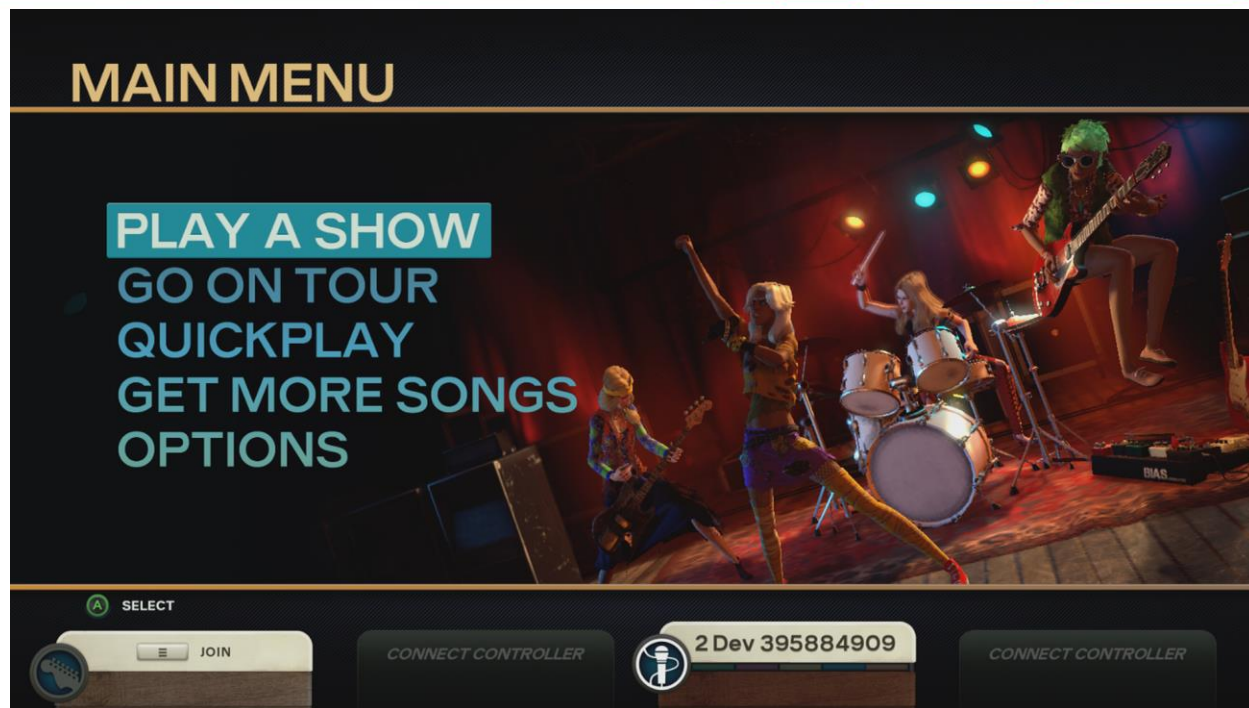 MAIN MENU
PLAY A SHOW
GO ON TOUR
QUICKPLAY
GET MORE SONGS
OPTIONS
BIAS
A SELECT
JOIN
CONNECT CONTROLLER
2 Dev 395884909
CONNECT CONTROLLER